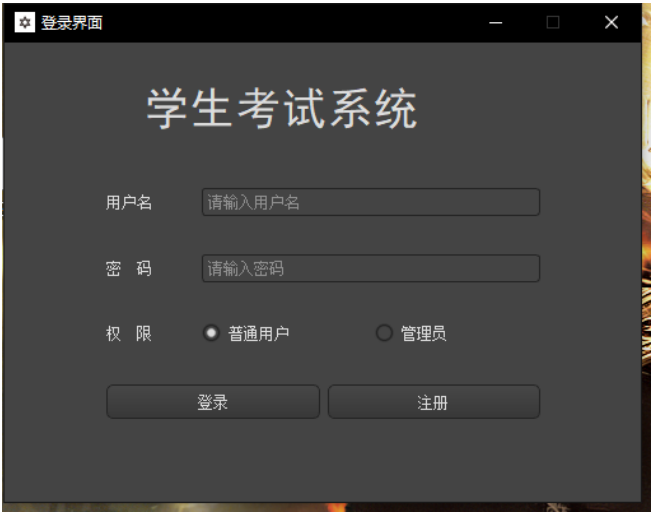 登录界面
学生考试系统
用户名 请输入用户名
密 码 请输入密码
权 限 普通用户 管理员
登录 注册